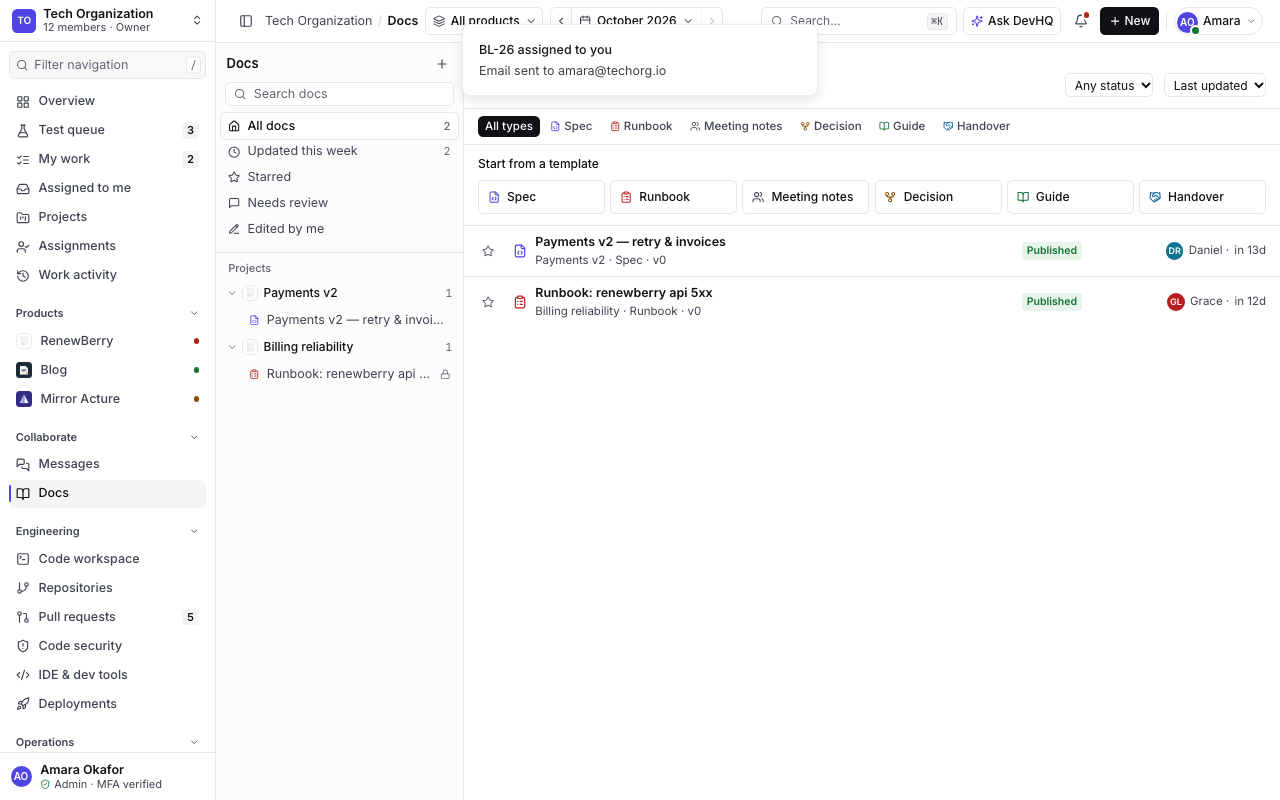 TO
Tech Organization
12 members · Owner
Filter navigation
/
Overview
Test queue
3
My work
2
Assigned to me
Projects
Assignments
Work activity
Products
RenewBerry
Blog
Mirror Acture
Collaborate
Messages
Docs
Engineering
Code workspace
Repositories
Pull requests
5
Code security
IDE & dev tools
Deployments
Operations
AO
Amara Okafor
Admin · MFA verified
Tech Organization / Docs
All products
October 2026
Search...
⌘K
Ask DevHQ
+ New
AO
Amara
BL-26 assigned to you
Email sent to amara@techorg.io
Docs
Search docs
All docs
2
Updated this week
2
Starred
Needs review
Edited by me
Projects
Payments v2
1
Payments v2 — retry & invoi...
Billing reliability
1
Runbook: renewberry api ...
Any status
Last updated
All types
Spec
Runbook
Meeting notes
Decision
Guide
Handover
Start from a template
Spec
Runbook
Meeting notes
Decision
Guide
Handover
Payments v2 — retry & invoices
Payments v2 · Spec · v0
Published
DR
Daniel · in 13d
Runbook: renewberry api 5xx
Billing reliability · Runbook · v0
Published
GL
Grace · in 12d